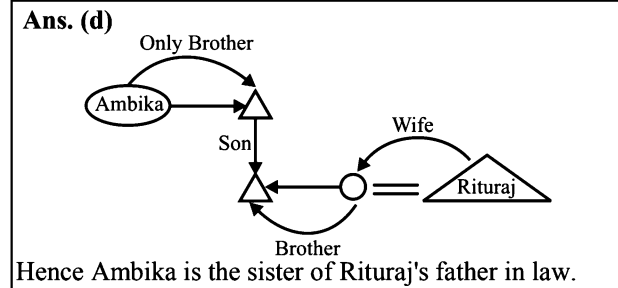 Ans. (d)
Only Brother
Ambika
Son
Wife
Rituraj
Brother
Hence Ambika is the sister of Rituraj's father in law.